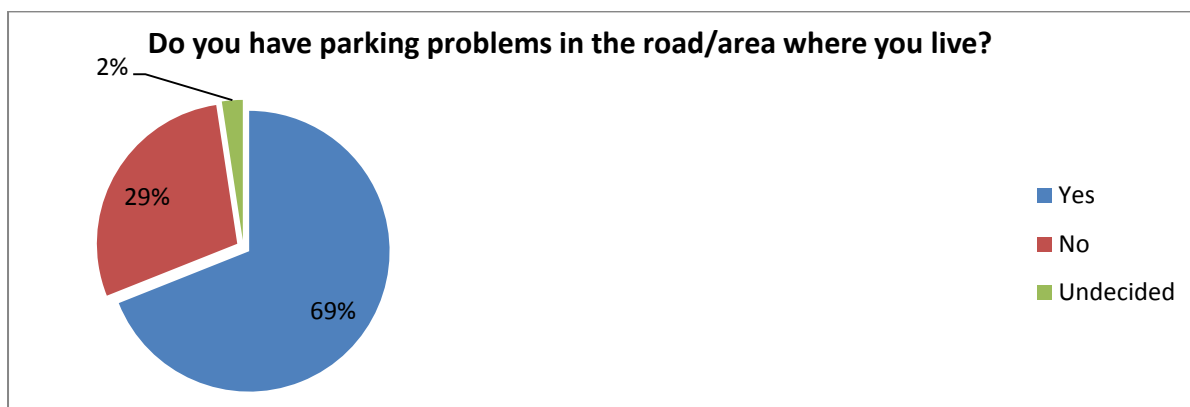 Do you have parking problems in the road/area where you live?
2%
29%
69%
Yes
No
Undecided